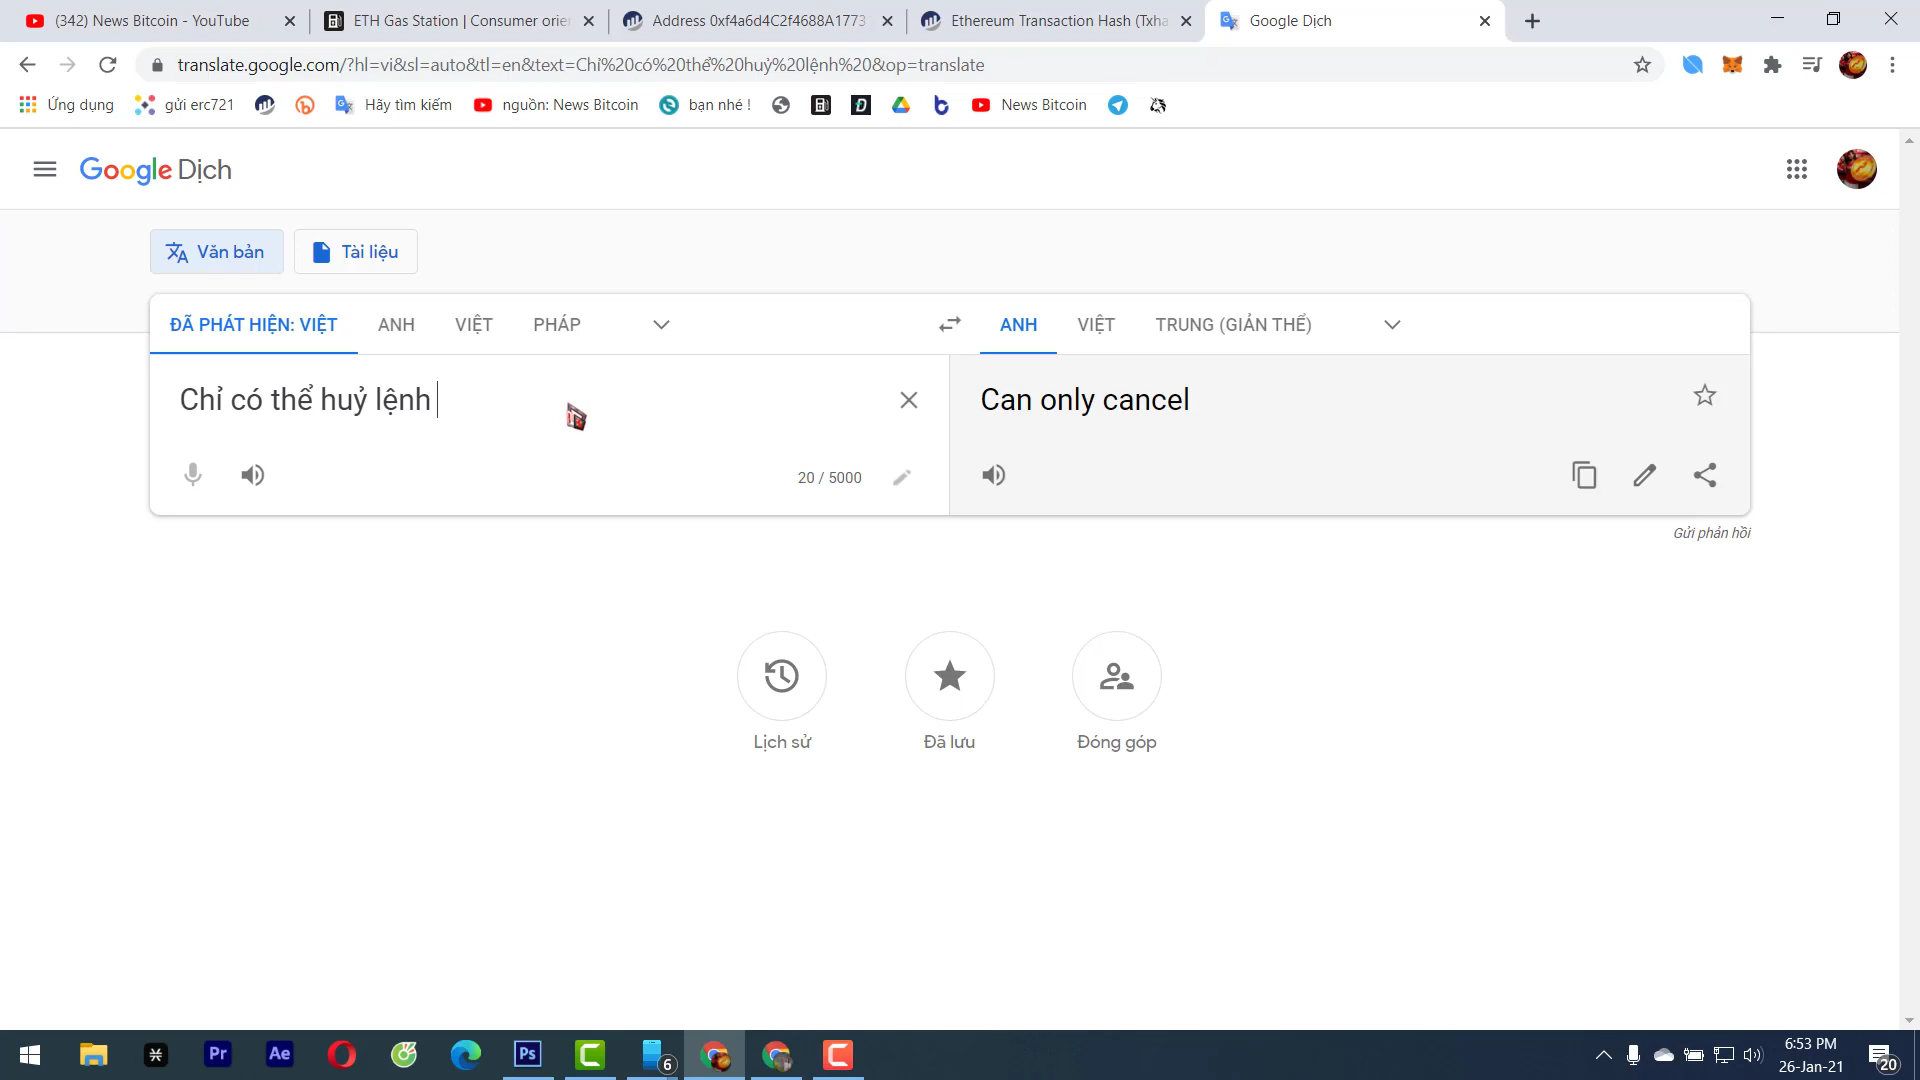 (342) News Bitcoin - YouTube
ETH Gas Station | Consumer orien
Address 0xf4a6d4C2f4688A1773
Ethereum Transaction Hash (Txha
Google Dịch
translate.google.com/?hl=vi&sl=auto&tl=en&text=Chỉ%20có%20thể%20huỷ%20lệnh%20&op=translate
Ứng dụng
gửi erc721
Hãy tìm kiếm
nguồn: News Bitcoin
bạn nhé !
News Bitcoin
Google Dịch
Văn bản
Tài liệu
ĐÃ PHÁT HIỆN: VIỆT
ANH
VIỆT
PHÁP
ANH
VIỆT
TRUNG (GIẢN THỂ)
Chỉ có thể huỷ lệnh
Can only cancel
20 / 5000
Gửi phản hồi
Lịch sử
Đã lưu
Đóng góp
Pr
Ae
Ps
6
6:53 PM
26-Jan-21
20